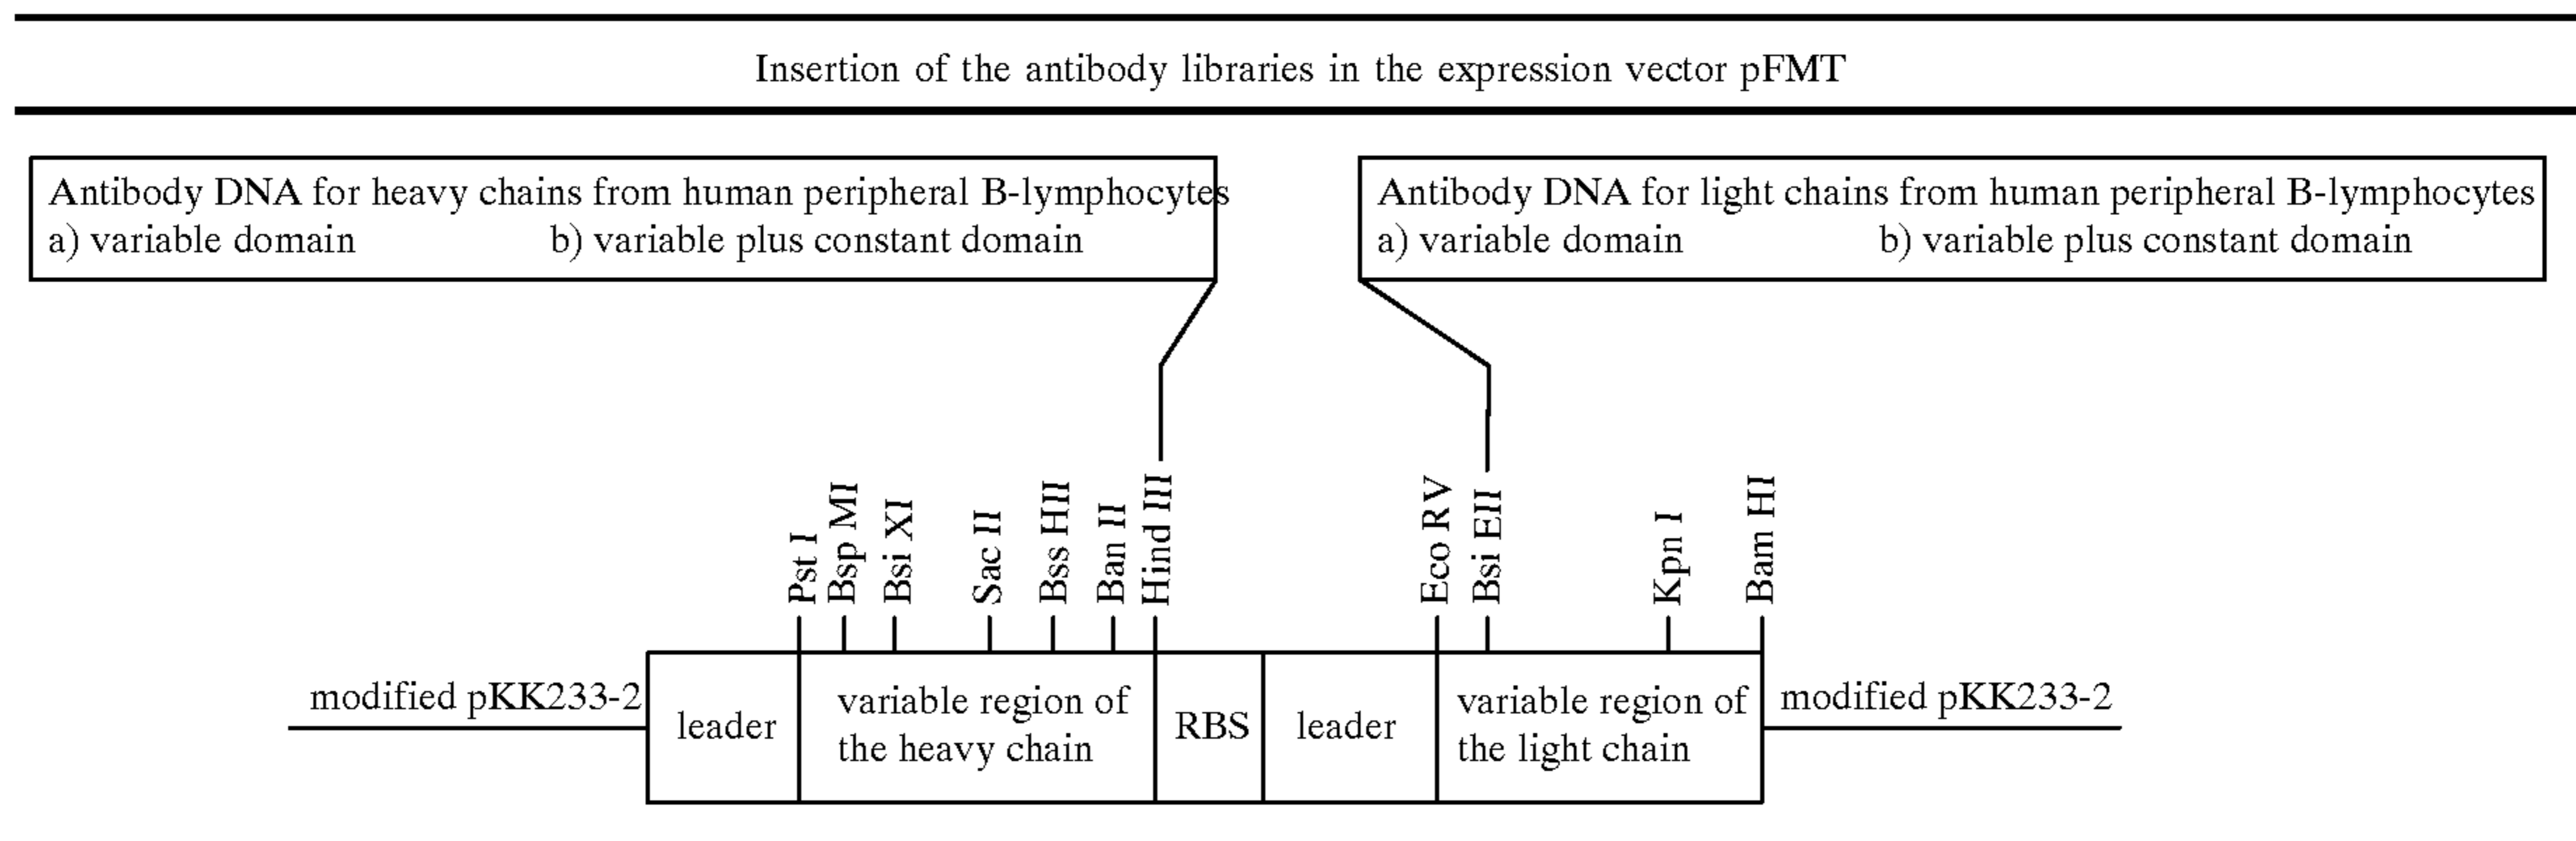 Insertion of the antibody libraries in the expression vector pFMT
Antibody DNA for heavy chains from human peripheral B-lymphocytes
a) variable domain b) variable plus constant domain
Antibody DNA for light chains from human peripheral B-lymphocytes
a) variable domain b) variable plus constant domain
Pst I
Bsp MI
Bsi XI
Sac II
Bss HII
Ban II
Hind III
Eco RV
Bsi EII
Kpn I
Bam HI
modified pKK233-2
leader
variable region of
the heavy chain
RBS
leader
variable region of
the light chain
modified pKK233-2